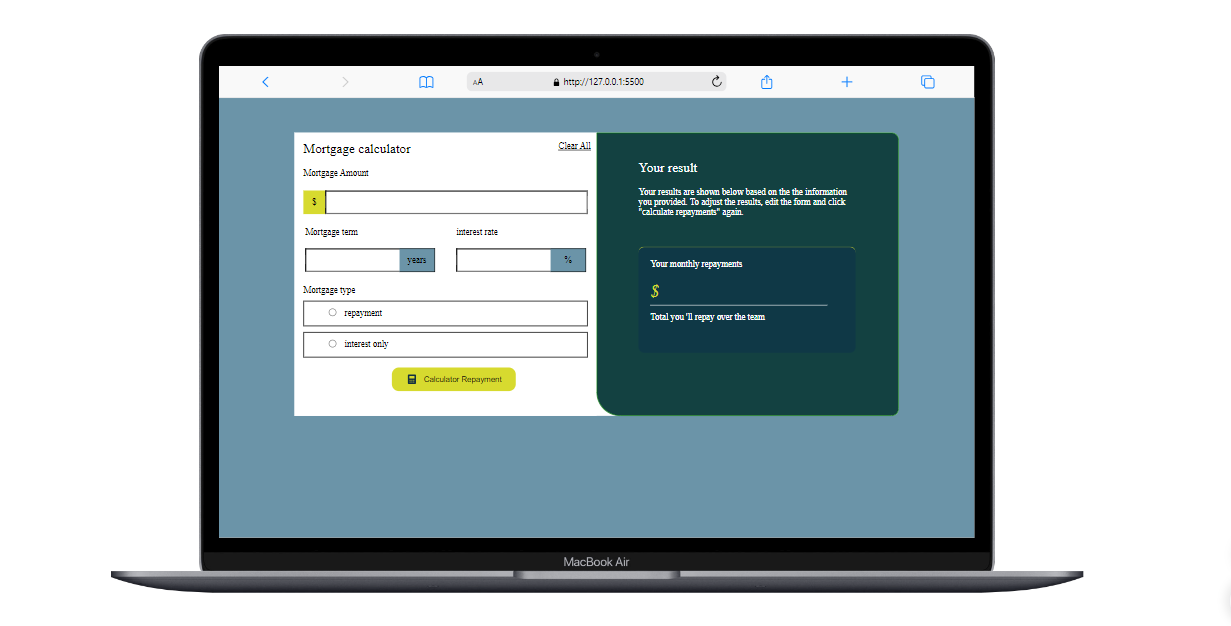 AA
http://127.0.0.1:5500
Mortgage calculator
Clear All
Mortgage Amount
$
Mortgage term
interest rate
years
%
Mortgage type
repayment
interest only
Calculator Repayment
Your result
Your results are shown below based on the the information
you provided. To adjust the results, edit the form and click
"calculate repayments" again.
Your monthly repayments
$
Total you 'll repay over the team
MacBook Air